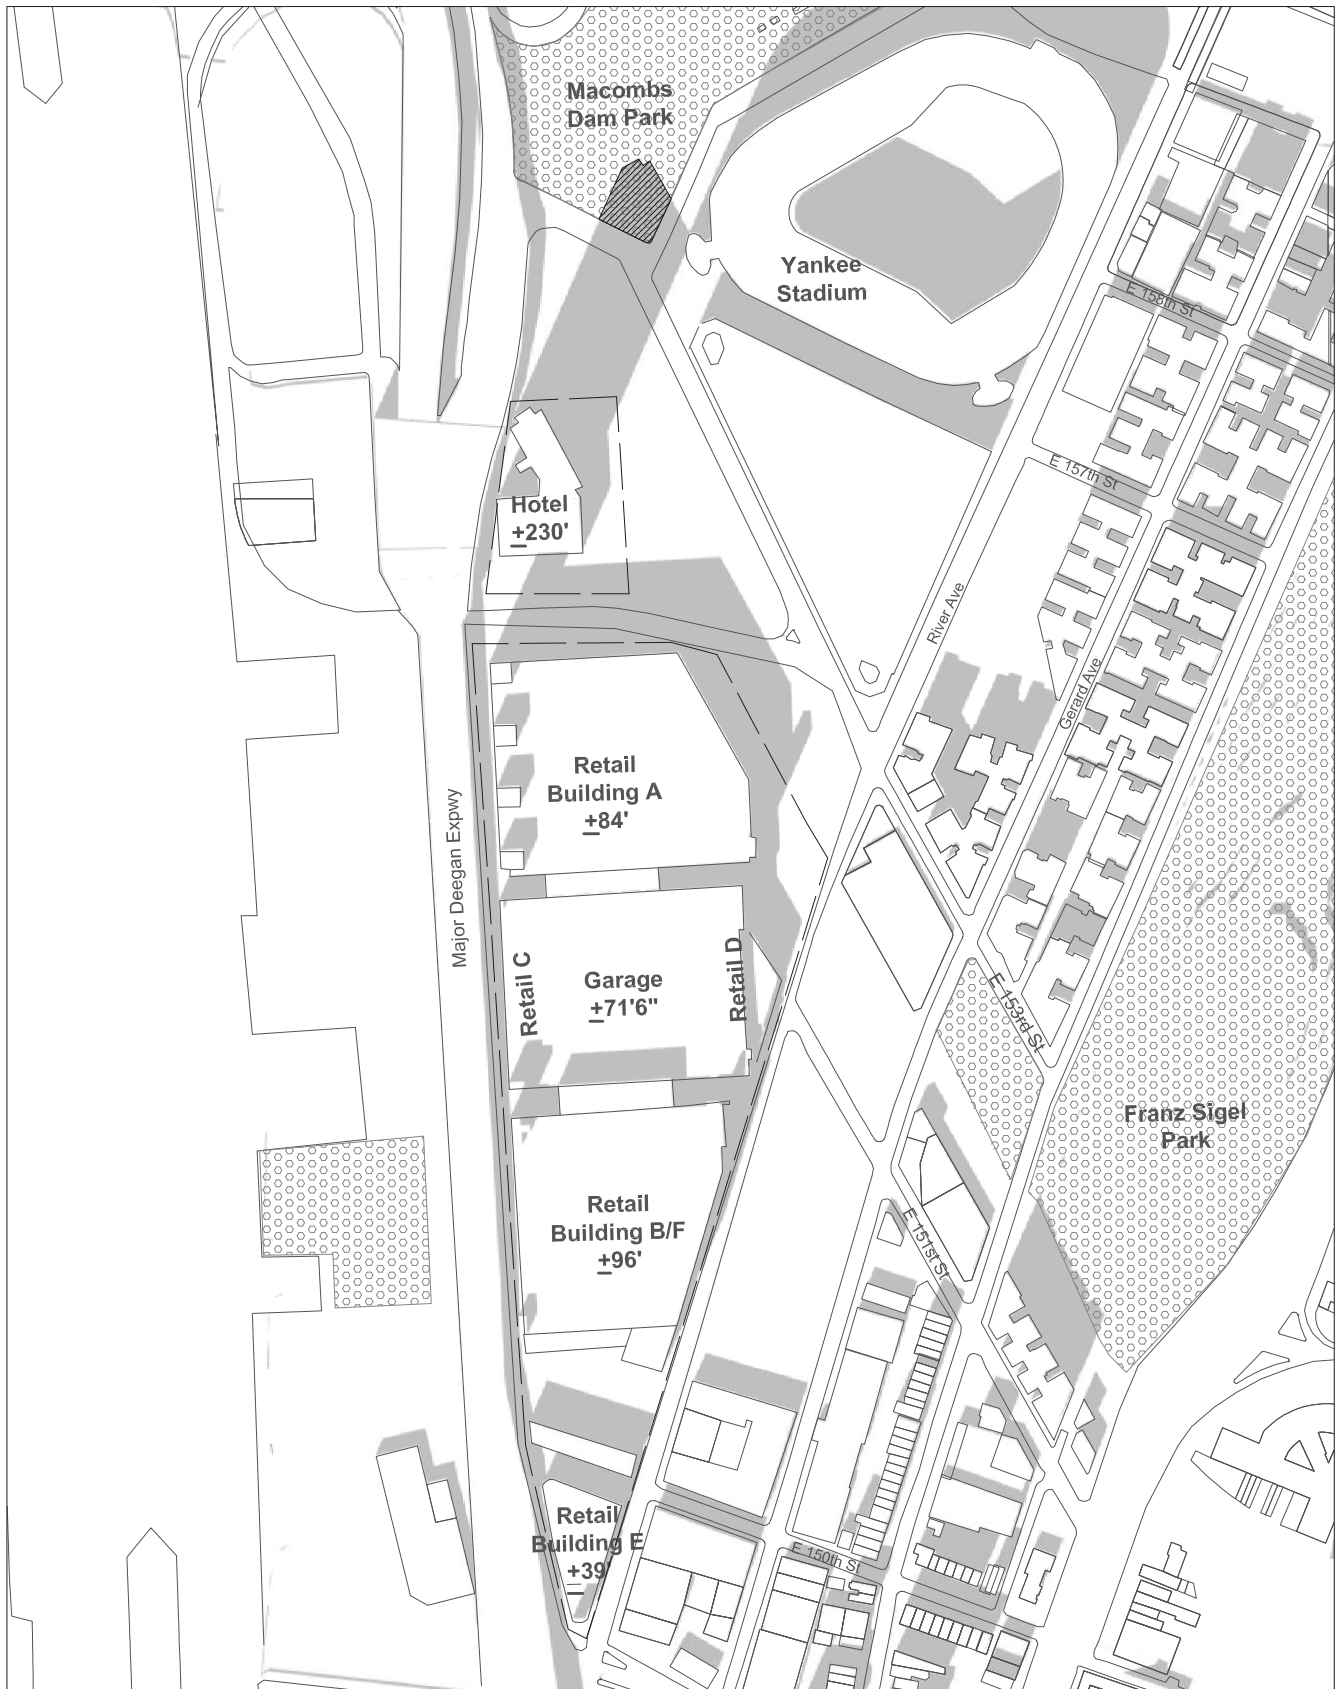 Macombs
Dam Park
Yankee
Stadium
E 158th St
E 157th St
Hotel
+230'
River Ave
Gerard Ave
Retail
Building A
+84'
Major Deegan Expwy
Retail C
Garage
+71'6"
Retail D
E 153rd St
Franz Sigel
Park
Retail
Building B/F
+96'
E 151st St
Retail
Building E
+39'
E 150th St